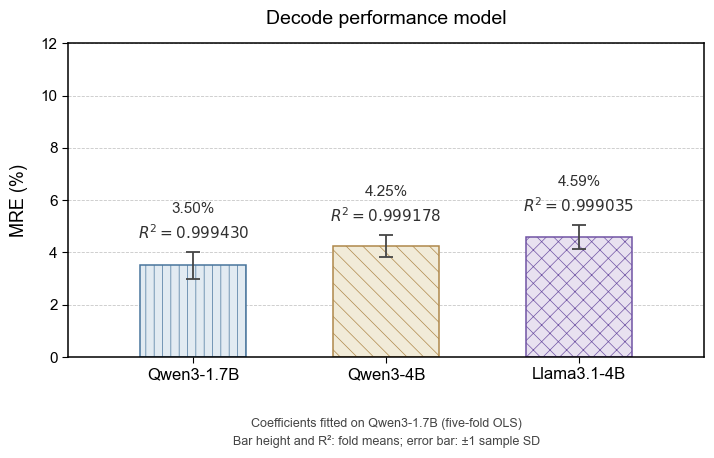 Decode performance model
MRE (%)
12
10
8
6
4
2
0
3.50%
R² = 0.999430
4.25%
R² = 0.999178
4.59%
R² = 0.999035
Qwen3-1.7B
Qwen3-4B
Llama3.1-4B
Coefficients fitted on Qwen3-1.7B (five-fold OLS)
Bar height and R²: fold means; error bar: ±1 sample SD